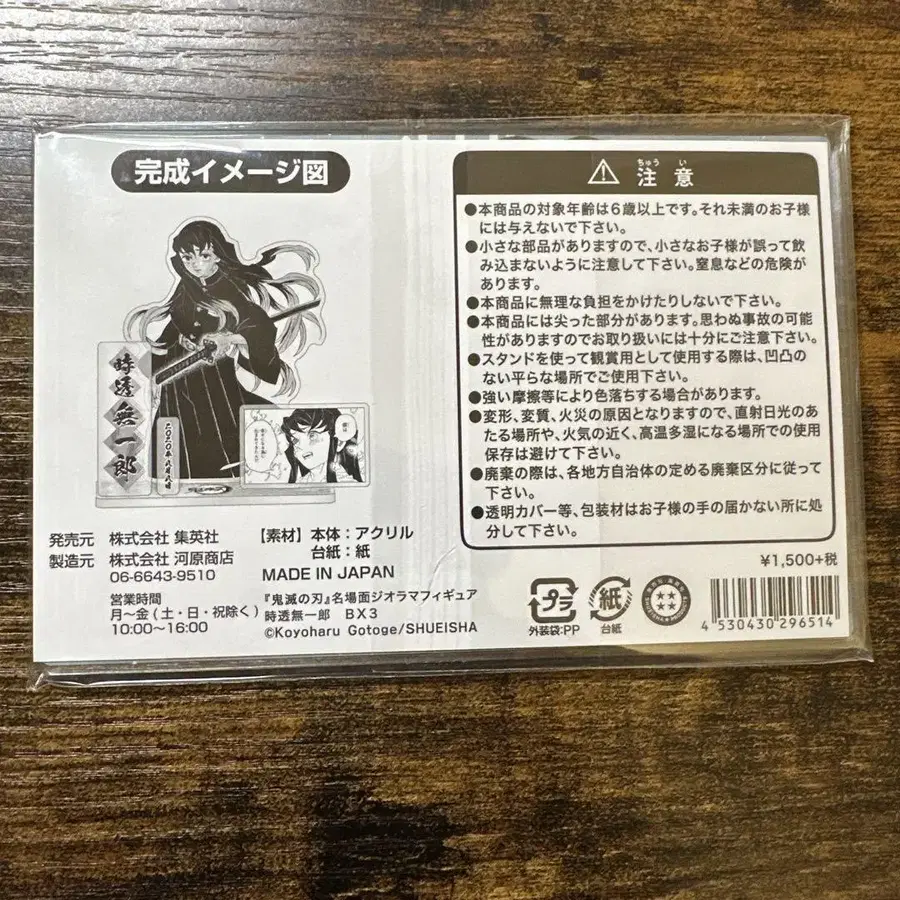 完成イメージ図
時透無一郎
二〇二〇年八月八日
発売元 株式会社 集英社
製造元 株式会社 河原商店
06-6643-9510
営業時間
月〜金(土・日・祝除く)
10:00〜16:00
【素材】本体:アクリル
台紙:紙
MADE IN JAPAN
『鬼滅の刃』名場面ジオラマフィギュア
時透無一郎 BX3
©Koyoharu Gotoge/SHUEISHA
ちゅう い
注 意
●本商品の対象年齢は6歳以上です。それ未満のお子様
には与えないで下さい。
●小さな部品がありますので、小さなお子様が誤って飲
み込まないように注意して下さい。窒息などの危険が
あります。
●本商品に無理な負担をかけたりしないで下さい。
●本商品には尖った部分があります。思わぬ事故の可能
性がありますのでお取り扱いには十分にご注意下さい。
●スタンドを使って観賞用として使用する際は、凹凸の
ない平らな場所でご使用下さい。
●強い摩擦等により色落ちする場合があります。
●変形、変質、火災の原因となりますので、直射日光のあ
たる場所や、火気の近く、高温多湿になる場所での使用
保存は避けて下さい。
●廃棄の際は、各地方自治体の定める廃棄区分に従って
下さい。
●透明カバー等、包装材はお子様の手の届かない所に処
分して下さい。
¥1,500+税
プラ
外装袋:PP
紙
台紙
4 530430 296514